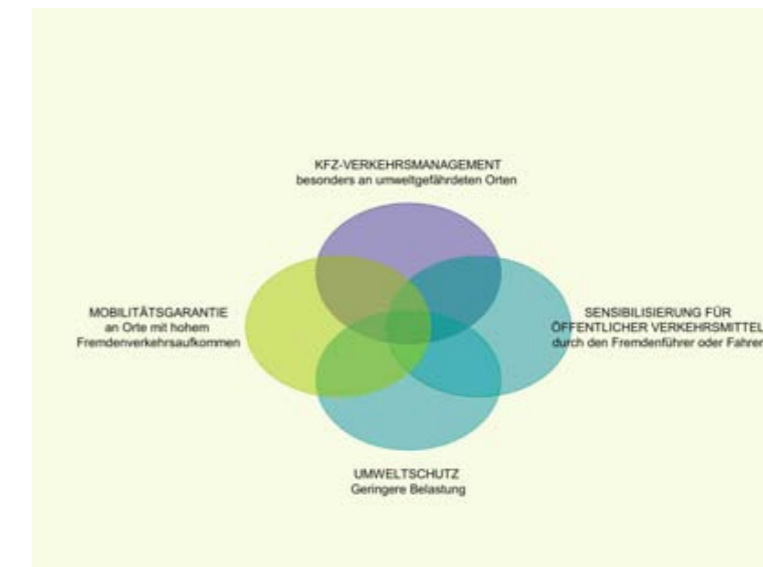 KFZ-VERKEHRSMANAGEMENT
besonders an umweltgefährdeten Orten
MOBILITÄTSGARANTIE
an Orte mit hohem
Fremdenverkehrsaufkommen
SENSIBILISIERUNG FÜR
ÖFFENTLICHER VERKEHRSMITTEL
durch den Fremdenführer oder Fahrer
UMWELTSCHUTZ
Geringere Belastung